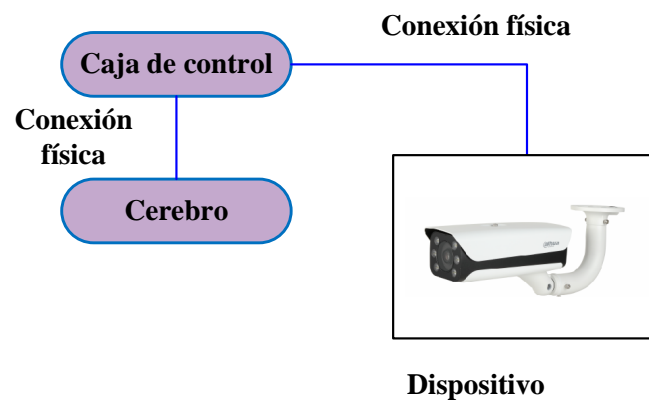 Conexión física
Caja de control
Conexión
física
Cerebro
Dispositivo